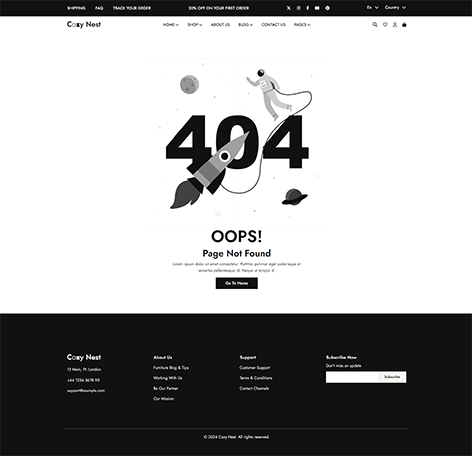 SHIPPING FAQ TRACK YOUR ORDER 20% OFF ON YOUR FIRST ORDER En Country
Cozy Nest HOME SHOP ABOUT US BLOG CONTACT US PAGES
404
OOPS!
Page Not Found
Lorem ipsum dolor sit amet consectetur. Porttitor pulvinar eget scelerisque et
senectus pellentesque id. Neque ut tempor id.
Go To Home
Cozy Nest About Us Support Subscribe Now
12 Main, Pt. London Furniture Blog & Tips Customer Support Don't miss an update
+44 1234 5678 90 Working With Us Terms & Conditions Subscribe
support@example.com Be Our Partner Contact Channels
Our Mission
© 2024 Cozy Nest. All rights reserved.